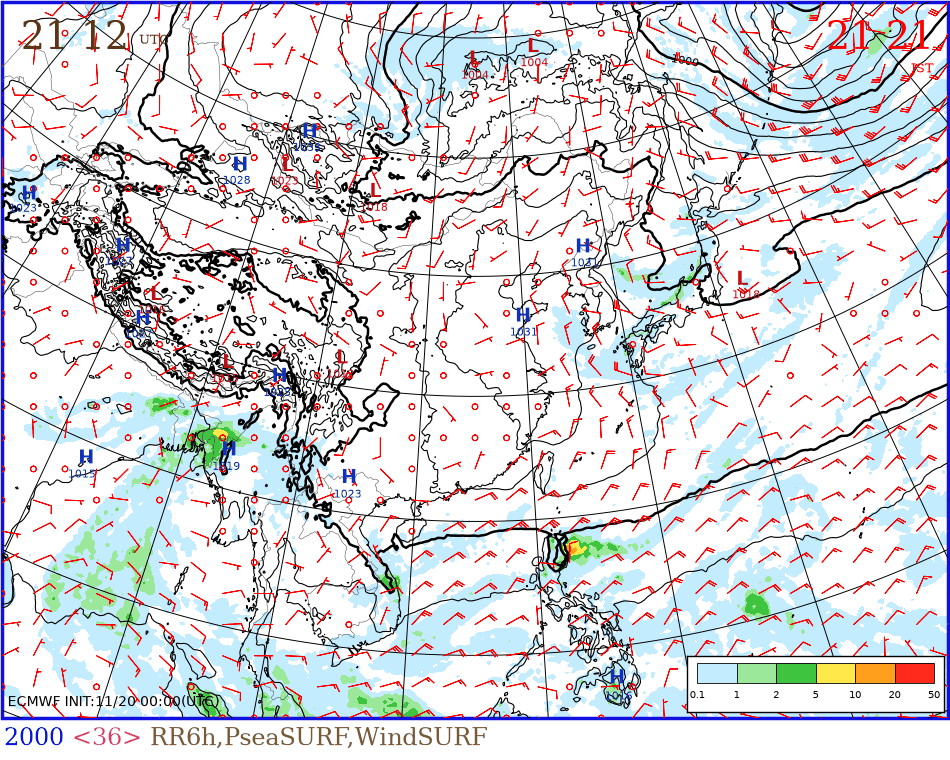 21 12 UTC
21 21 JST
1000
L 1004
L 1004
H
H 1028
L
L 1018
H 1023
H
H 1031
L 1018
H 1031
L
H
L
L
H
H 1019
H 1015
H 1023
H
0.1 1 2 5 10 20 50
ECMWF INIT:11/20 00:00(UTC)
2000 <36> RR6h,PseaSURF,WindSURF